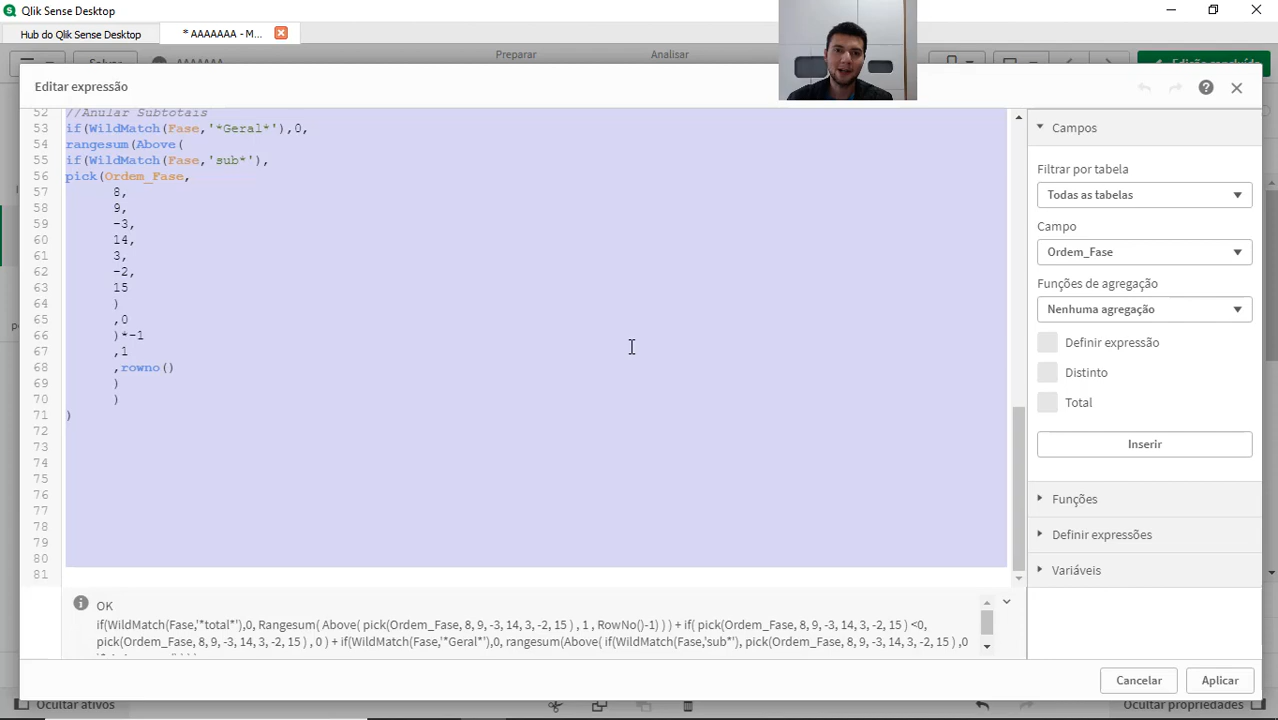 Qlik Sense Desktop
Hub do Qlik Sense Desktop
* AAAAAAA - M...
Preparar
Analisar
Salvar
AAAAAAA
Edição concluída
Editar expressão
52 //Anular Subtotais
53 if(WildMatch(Fase,'*Geral*'),0,
54 rangesum(Above(
55 if(WildMatch(Fase,'sub*'),
56 pick(Ordem_Fase,
57 8,
58 9,
59 -3,
60 14,
61 3,
62 -2,
63 15
64 )
65 ,0
66 )*-1
67 ,1
68 ,rowno()
69 )
70 )
71 )
72
73
74
75
76
77
78
79
80
81
Campos
Filtrar por tabela
Todas as tabelas
Campo
Ordem_Fase
Funções de agregação
Nenhuma agregação
Definir expressão
Distinto
Total
Inserir
Funções
Definir expressões
Variáveis
OK
if(WildMatch(Fase,'*total*'),0, Rangesum( Above( pick(Ordem_Fase, 8, 9, -3, 14, 3, -2, 15 ) , 1 , RowNo()-1) ) ) + if( pick(Ordem_Fase, 8, 9, -3, 14, 3, -2, 15 ) <0,
pick(Ordem_Fase, 8, 9, -3, 14, 3, -2, 15 ) , 0 ) + if(WildMatch(Fase,'*Geral*'),0, rangesum(Above( if(WildMatch(Fase,'sub*'), pick(Ordem_Fase, 8, 9, -3, 14, 3, -2, 15 ) ,0
Cancelar
Aplicar
Ocultar ativos
Ocultar propriedades